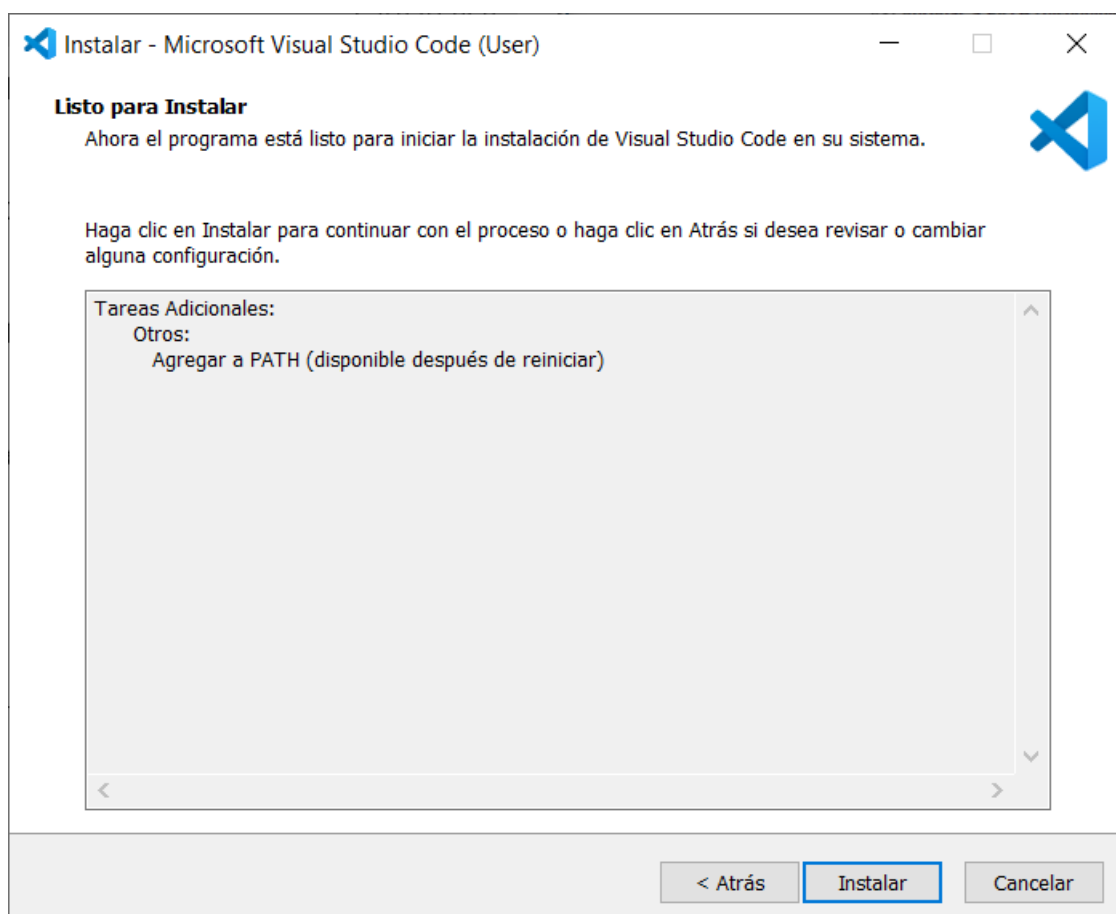 Instalar - Microsoft Visual Studio Code (User)
Listo para Instalar
Ahora el programa está listo para iniciar la instalación de Visual Studio Code en su sistema.
Haga clic en Instalar para continuar con el proceso o haga clic en Atrás si desea revisar o cambiar
alguna configuración.
Tareas Adicionales:
Otros:
Agregar a PATH (disponible después de reiniciar)
< Atrás
Instalar
Cancelar